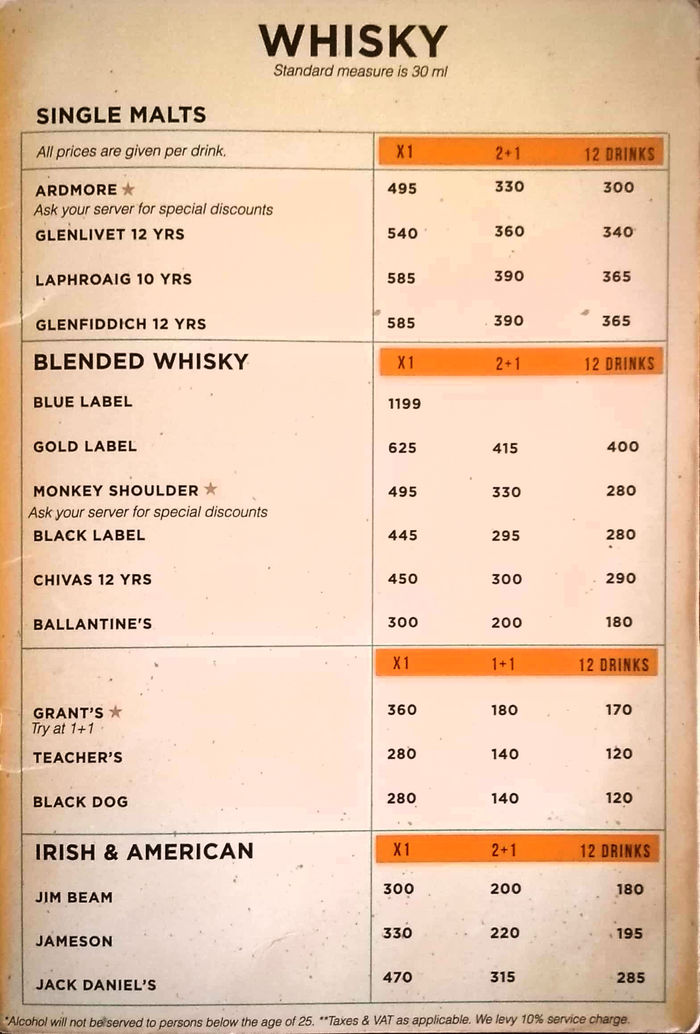 WHISKY
Standard measure is 30 ml
SINGLE MALTS
All prices are given per drink. X1 2+1 12 DRINKS
ARDMORE ★ 495 330 300
Ask your server for special discounts
GLENLIVET 12 YRS 540 360 340
LAPHROAIG 10 YRS 585 390 365
GLENFIDDICH 12 YRS 585 390 365
BLENDED WHISKY X1 2+1 12 DRINKS
BLUE LABEL 1199
GOLD LABEL 625 415 400
MONKEY SHOULDER ★ 495 330 280
Ask your server for special discounts
BLACK LABEL 445 295 280
CHIVAS 12 YRS 450 300 290
BALLANTINE'S 300 200 180
X1 1+1 12 DRINKS
GRANT'S ★ 360 180 170
Try at 1+1
TEACHER'S 280 140 120
BLACK DOG 280 140 120
IRISH & AMERICAN X1 2+1 12 DRINKS
JIM BEAM 300 200 180
JAMESON 330 220 195
JACK DANIEL'S 470 315 285
*Alcohol will not be served to persons below the age of 25. **Taxes & VAT as applicable. We levy 10% service charge.